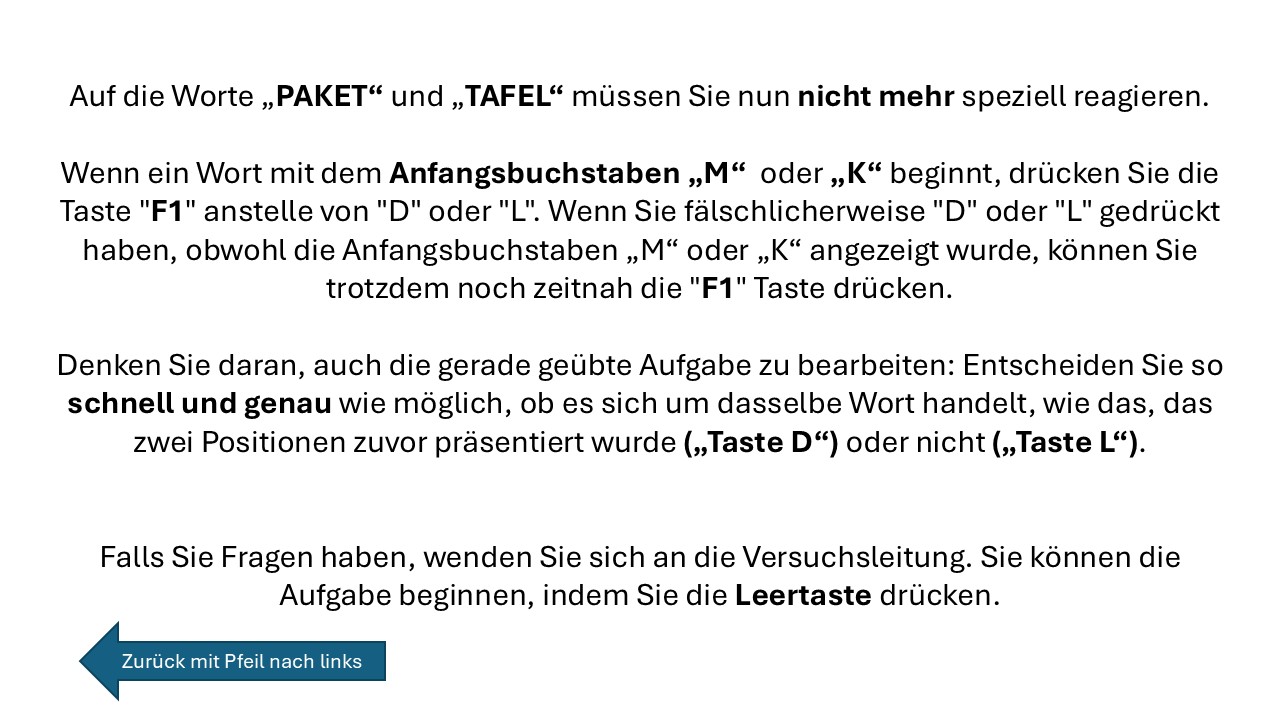 Auf die Worte „PAKET“ und „TAFEL“ müssen Sie nun nicht mehr speziell reagieren.
Wenn ein Wort mit dem Anfangsbuchstaben „M“  oder „K“ beginnt, drücken Sie die
Taste "F1" anstelle von "D" oder "L". Wenn Sie fälschlicherweise "D" oder "L" gedrückt
haben, obwohl die Anfangsbuchstaben „M“ oder „K“ angezeigt wurde, können Sie
trotzdem noch zeitnah die "F1" Taste drücken.
Denken Sie daran, auch die gerade geübte Aufgabe zu bearbeiten: Entscheiden Sie so
schnell und genau wie möglich, ob es sich um dasselbe Wort handelt, wie das, das
zwei Positionen zuvor präsentiert wurde („Taste D“) oder nicht („Taste L“).
Falls Sie Fragen haben, wenden Sie sich an die Versuchsleitung. Sie können die
Aufgabe beginnen, indem Sie die Leertaste drücken.
Zurück mit Pfeil nach links